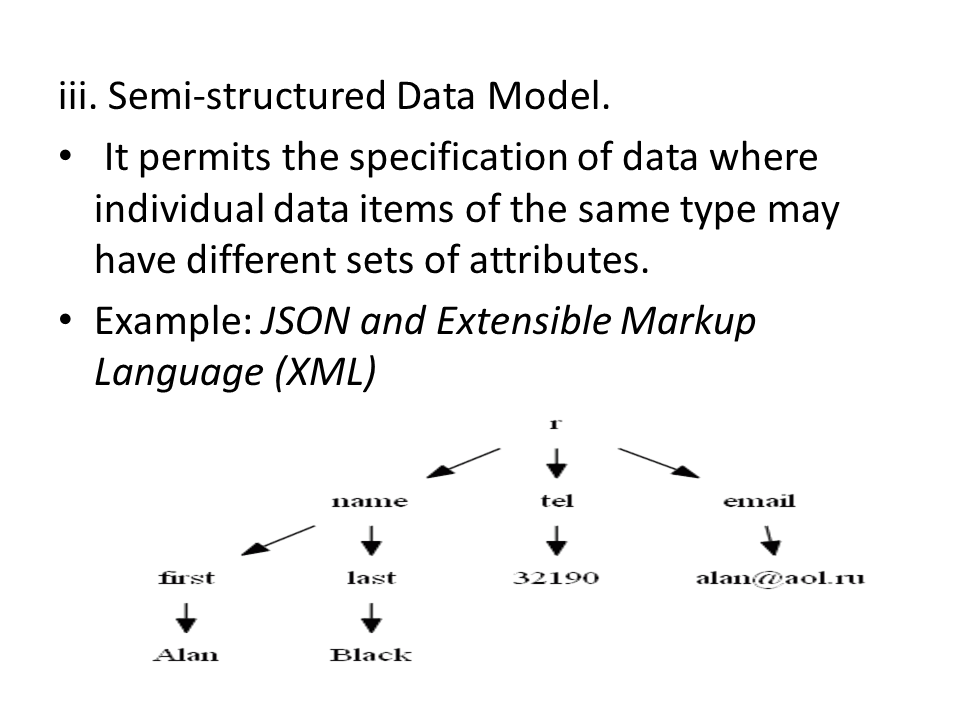 iii. Semi-structured Data Model.
• It permits the specification of data where
individual data items of the same type may
have different sets of attributes.
• Example: JSON and Extensible Markup
Language (XML)
r
name tel email
first last 32190 alan@aol.ru
Alan Black